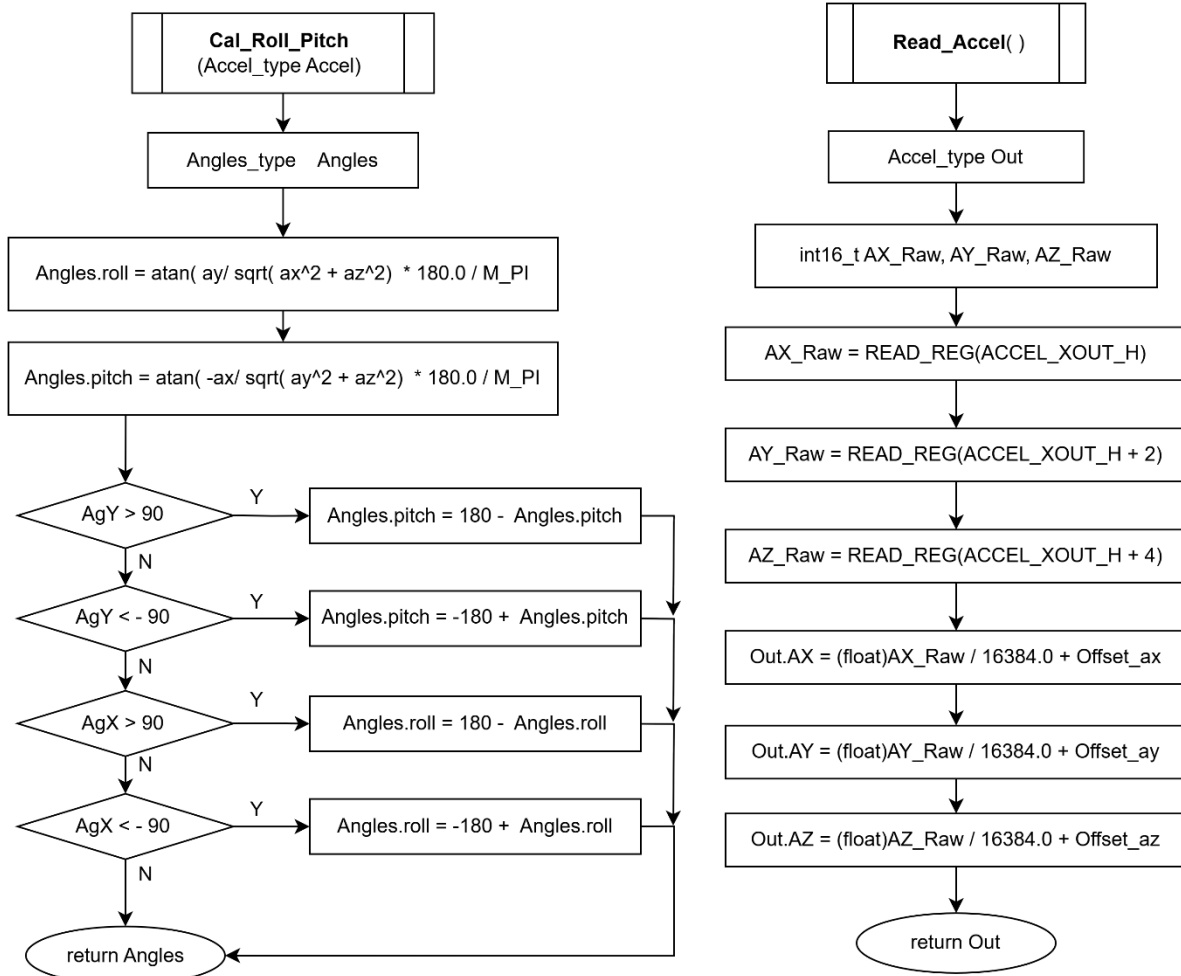 Cal_Roll_Pitch
(Accel_type Accel)
Angles_type Angles
Angles.roll = atan( ay/ sqrt( ax^2 + az^2) * 180.0 / M_PI
Angles.pitch = atan( -ax/ sqrt( ay^2 + az^2) * 180.0 / M_PI
AgY > 90
Y
Angles.pitch = 180 - Angles.pitch
N
AgY < - 90
Y
Angles.pitch = -180 + Angles.pitch
N
AgX > 90
Y
Angles.roll = 180 - Angles.roll
N
AgX < - 90
Y
Angles.roll = -180 + Angles.roll
N
return Angles
Read_Accel( )
Accel_type Out
int16_t AX_Raw, AY_Raw, AZ_Raw
AX_Raw = READ_REG(ACCEL_XOUT_H)
AY_Raw = READ_REG(ACCEL_XOUT_H + 2)
AZ_Raw = READ_REG(ACCEL_XOUT_H + 4)
Out.AX = (float)AX_Raw / 16384.0 + Offset_ax
Out.AY = (float)AY_Raw / 16384.0 + Offset_ay
Out.AZ = (float)AZ_Raw / 16384.0 + Offset_az
return Out